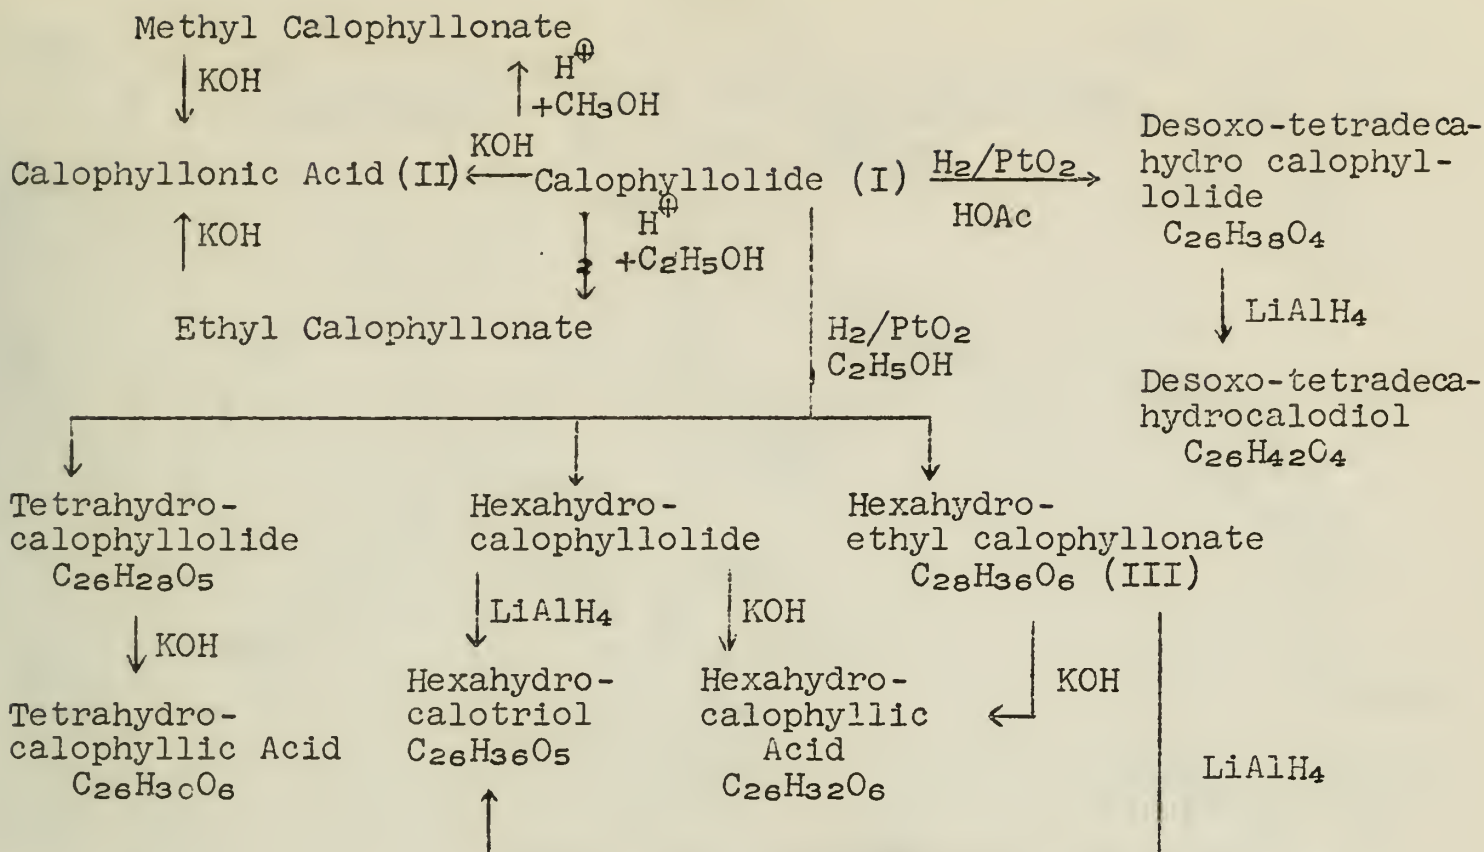 Methyl Calophyllonate
KOH
H⊕
+CH3OH
Calophyllonic Acid (II)
KOH
Calophyllolide (I)
H2/PtO2
HOAc
Desoxo-tetradeca-
hydro calophyl-
lolide
C26H38O4
KOH
H⊕
+C2H5OH
Ethyl Calophyllonate
H2/PtO2
C2H5OH
LiAlH4
Desoxo-tetradeca-
hydrocalodiol
C26H42O4
Tetrahydro-
calophyllolide
C26H28O5
Hexahydro-
calophyllolide
Hexahydro-
ethyl calophyllonate
C28H36O6 (III)
KOH
LiAlH4
KOH
KOH
LiAlH4
Tetrahydro-
calophyllic Acid
C26H30O6
Hexahydro-
calotriol
C26H36O5
Hexahydro-
calophyllic
Acid
C26H32O6